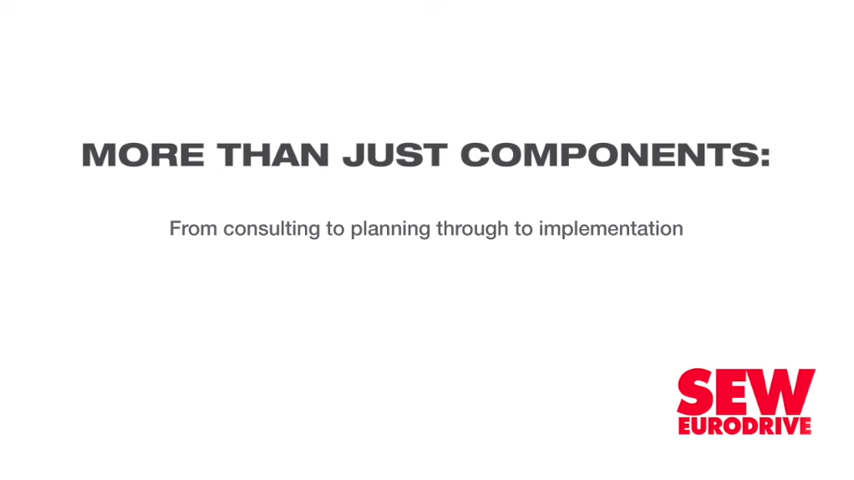 MORE THAN JUST COMPONENTS:
From consulting to planning through to implementation
SEW
EURODRIVE